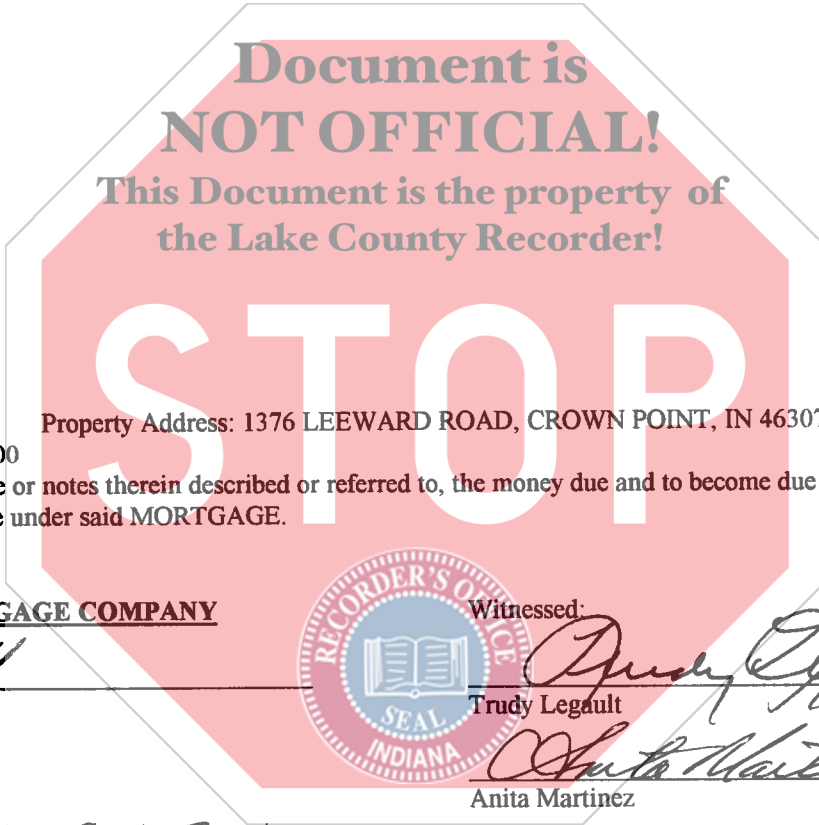 Document is
NOT OFFICIAL!
This Document is the property of
the Lake County Recorder!
STOP
Property Address: 1376 LEEWARD ROAD, CROWN POINT, IN 46307
00
e or notes therein described or referred to, the money due and to become due
e under said MORTGAGE.
GAGE COMPANY
Witnessed:
RECORDER'S OFFICE
SEAL
INDIANA
Trudy Legault
Anita Martinez